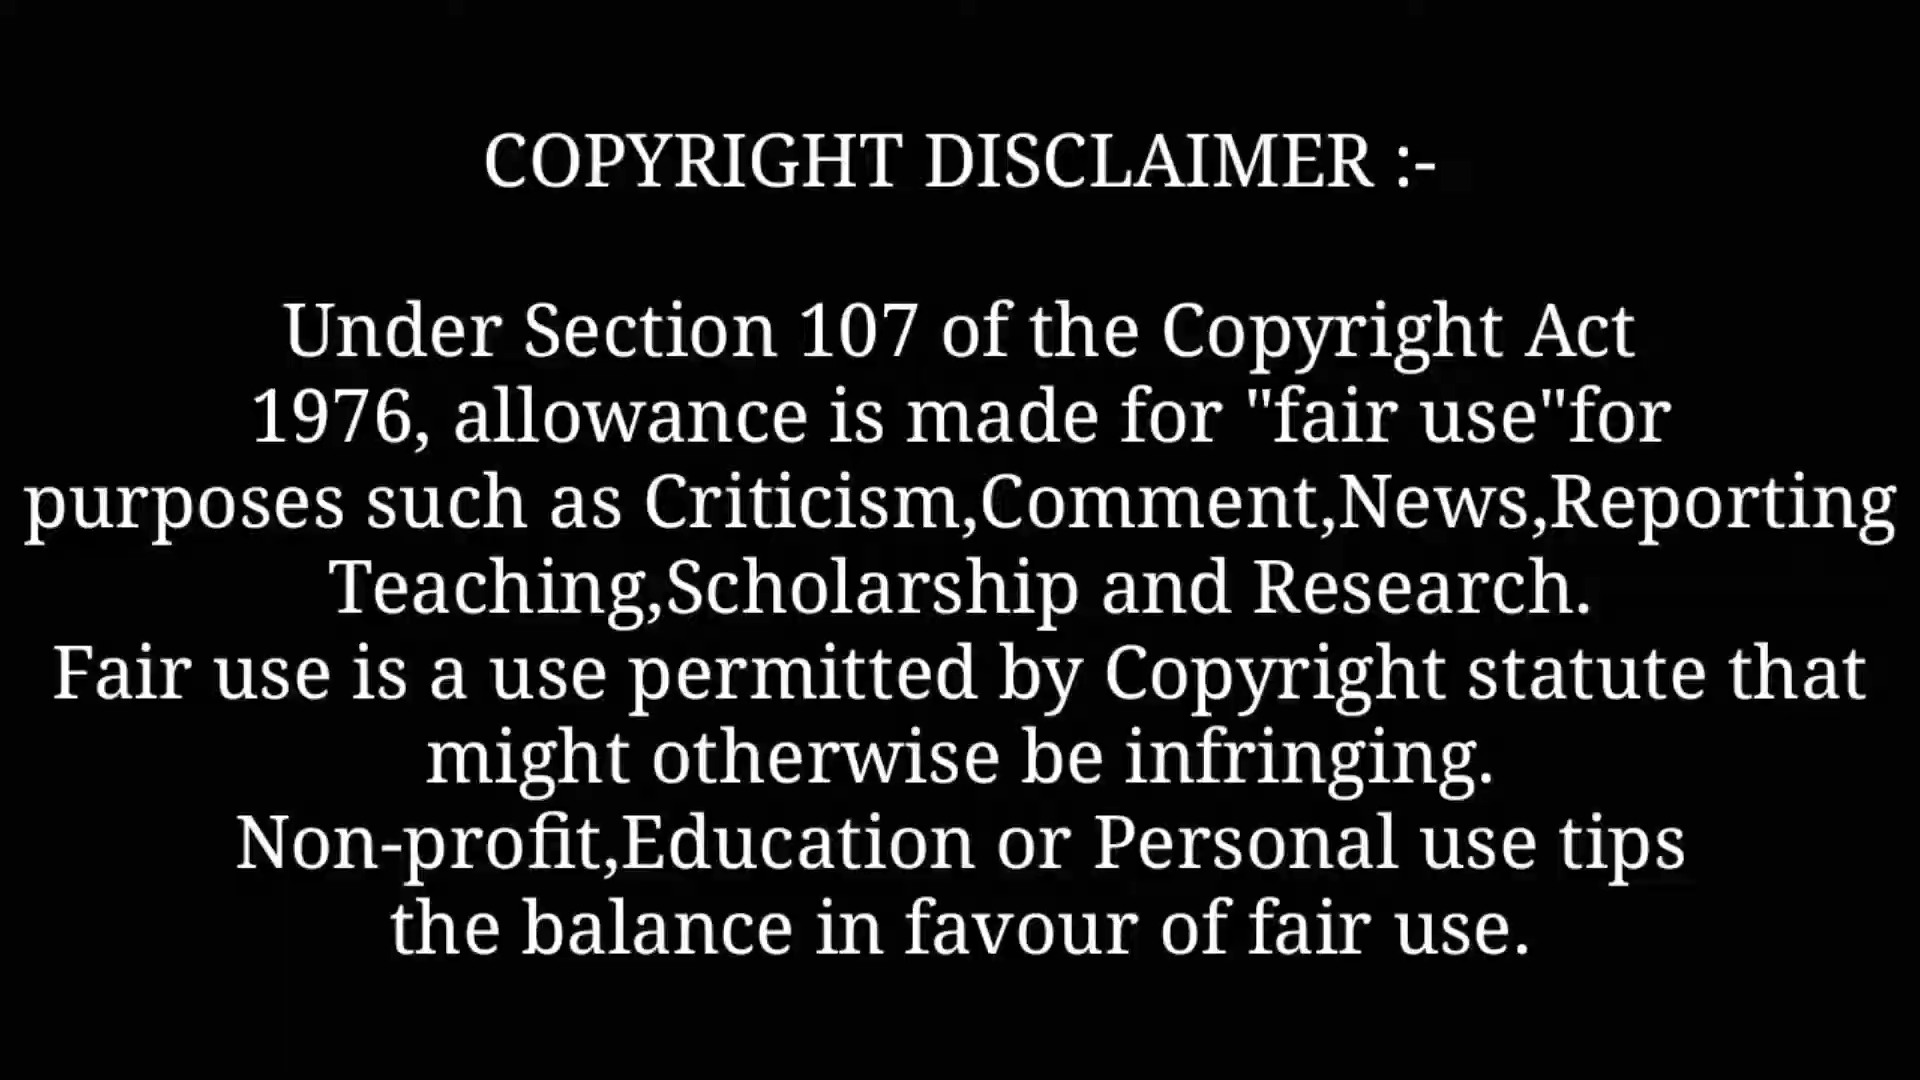 COPYRIGHT DISCLAIMER :-
Under Section 107 of the Copyright Act
1976, allowance is made for "fair use"for
purposes such as Criticism,Comment,News,Reporting
Teaching,Scholarship and Research.
Fair use is a use permitted by Copyright statute that
might otherwise be infringing.
Non-profit,Education or Personal use tips
the balance in favour of fair use.